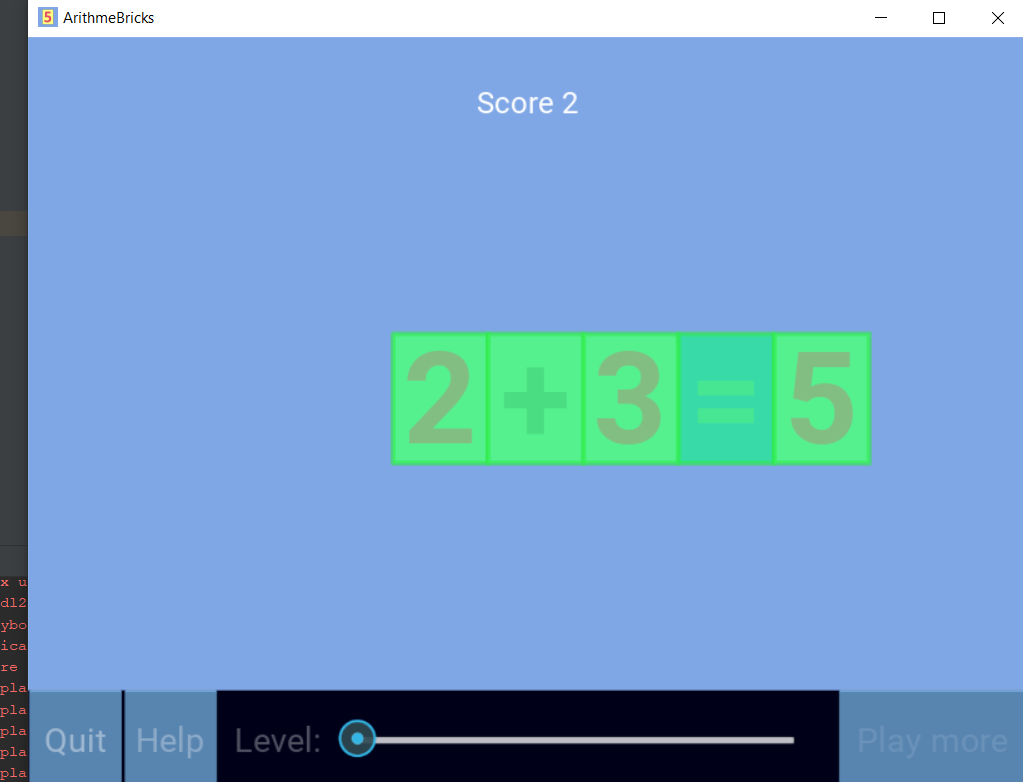 5 ArithmeBricks
Score 2
2+3=5
x u
dl2
ybo
ica
re
pla
pla
pla
pla
pla
Quit Help Level: Play more